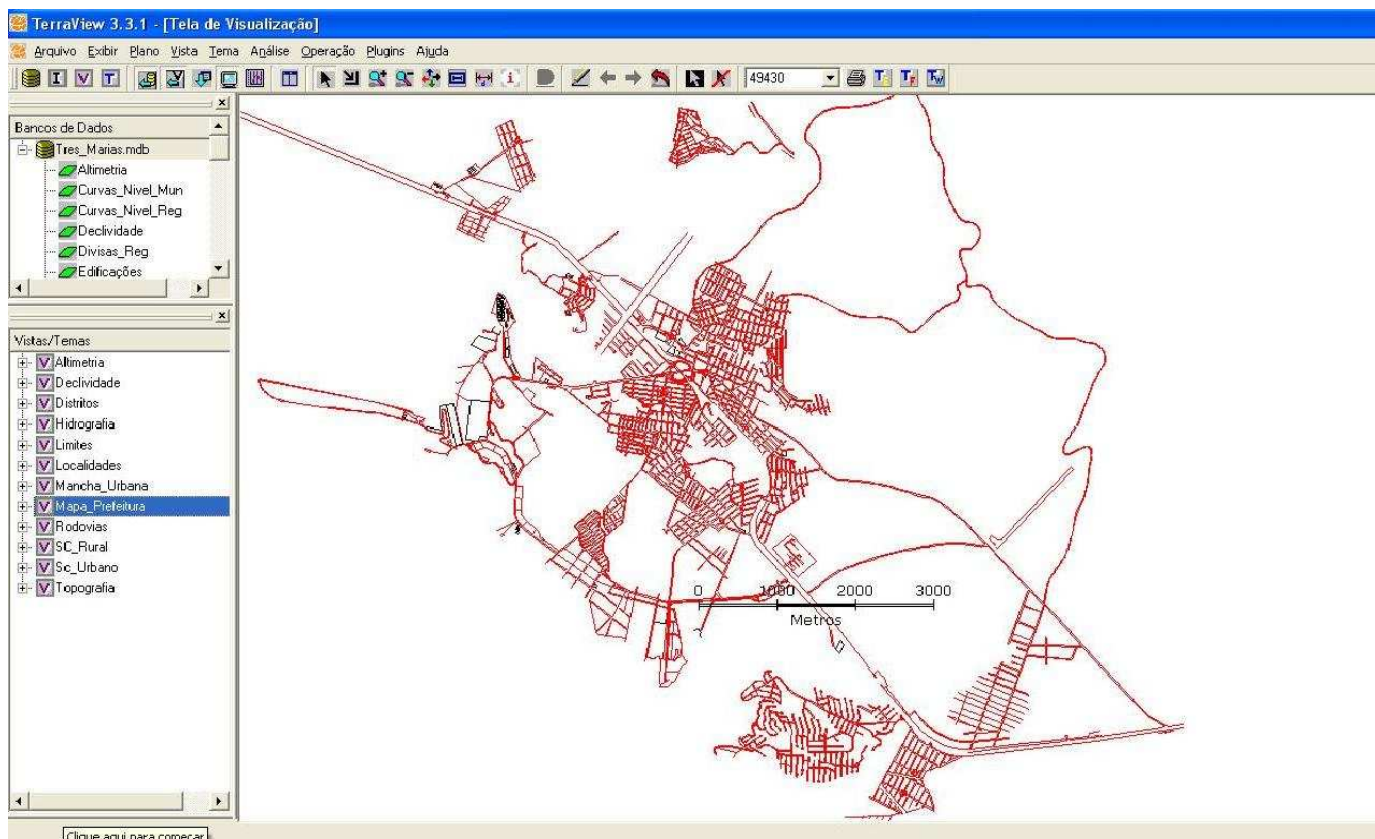 TerraView 3.3.1 - [Tela de Visualização]
Arquivo Exibir Plano Vista Tema Análise Operação Plugins Ajuda
I V T 49430
Bancos de Dados
Tres_Marias.mdb
Altimetria
Curvas_Nivel_Mun
Curvas_Nivel_Reg
Declividade
Divisas_Reg
Edificações
Vistas/Temas
Altimetria
Declividade
Distritos
Hidrografia
Limites
Localidades
Mancha_Urbana
Mapa_Prefeitura
Rodovias
SC_Rural
Sc_Urbano
Topografia
0 1000 2000 3000
Metros
Clique aqui para começar